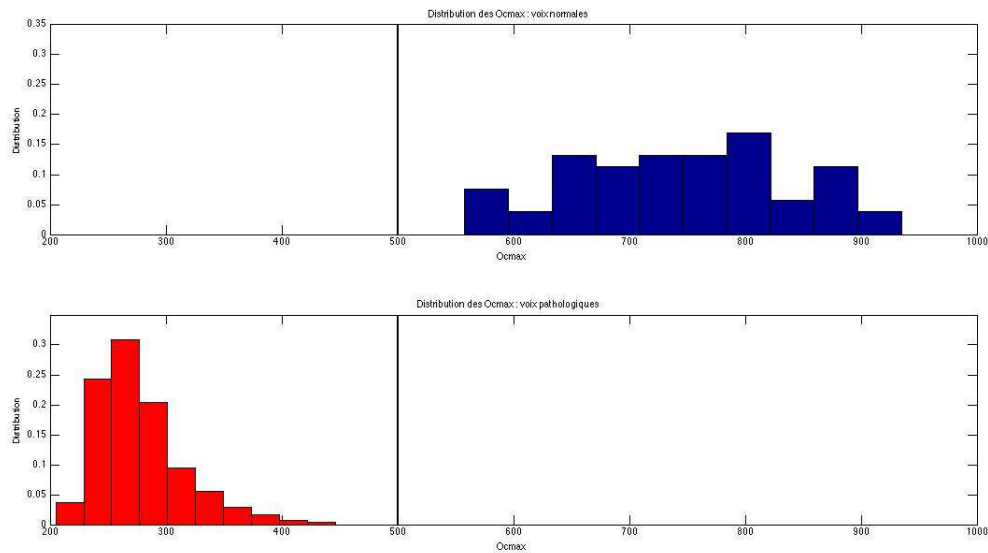 Distribution des Ocmax : voix normales
0.35
0.3
0.25
0.2
0.15
0.1
0.05
0
Distribution
200 300 400 500 600 700 800 900 1000
Ocmax
Distribution des Ocmax : voix pathologiques
0.3
0.25
0.2
0.15
0.1
0.05
0
Distribution
200 300 400 500 600 700 800 900 1000
Ocmax